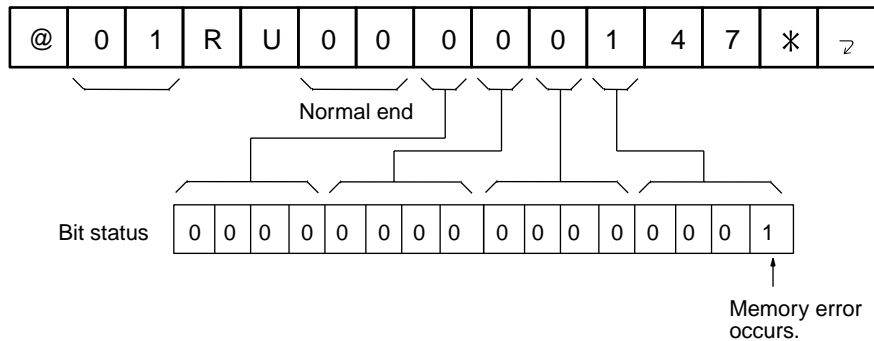 @ 0 1 R U 0 0 0 0 0 1 4 7 * ↵
Normal end
Bit status 0 0 0 0 0 0 0 0 0 0 0 0 0 0 0 1
Memory error
occurs.